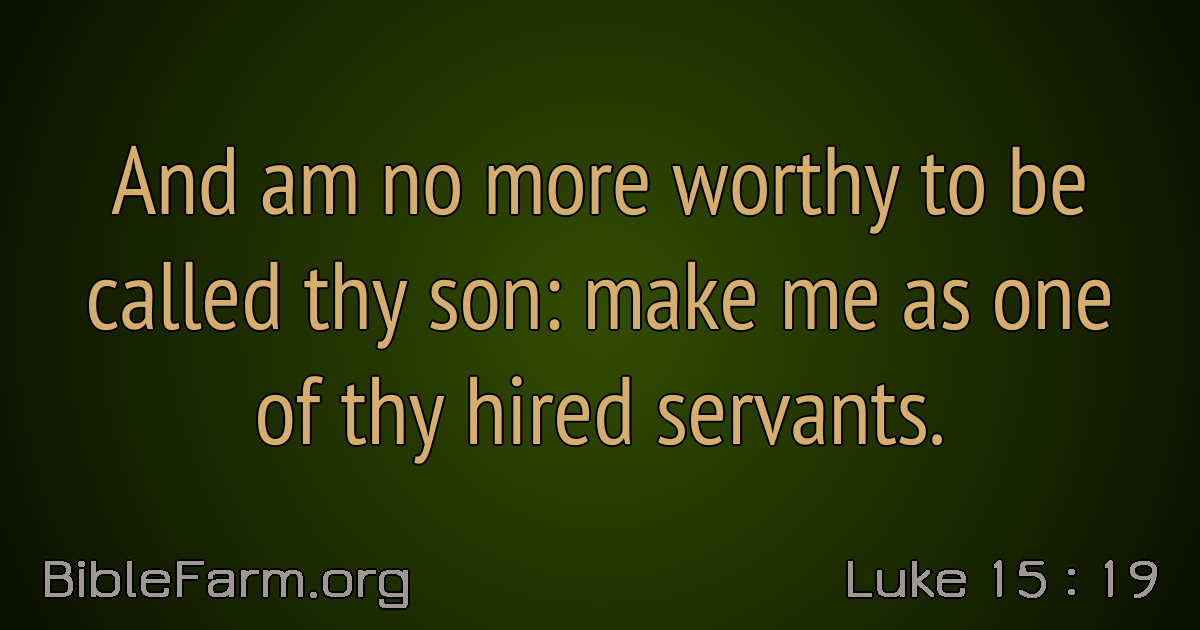 And am no more worthy to be
called thy son: make me as one
of thy hired servants.
BibleFarm.org
Luke 15 : 19